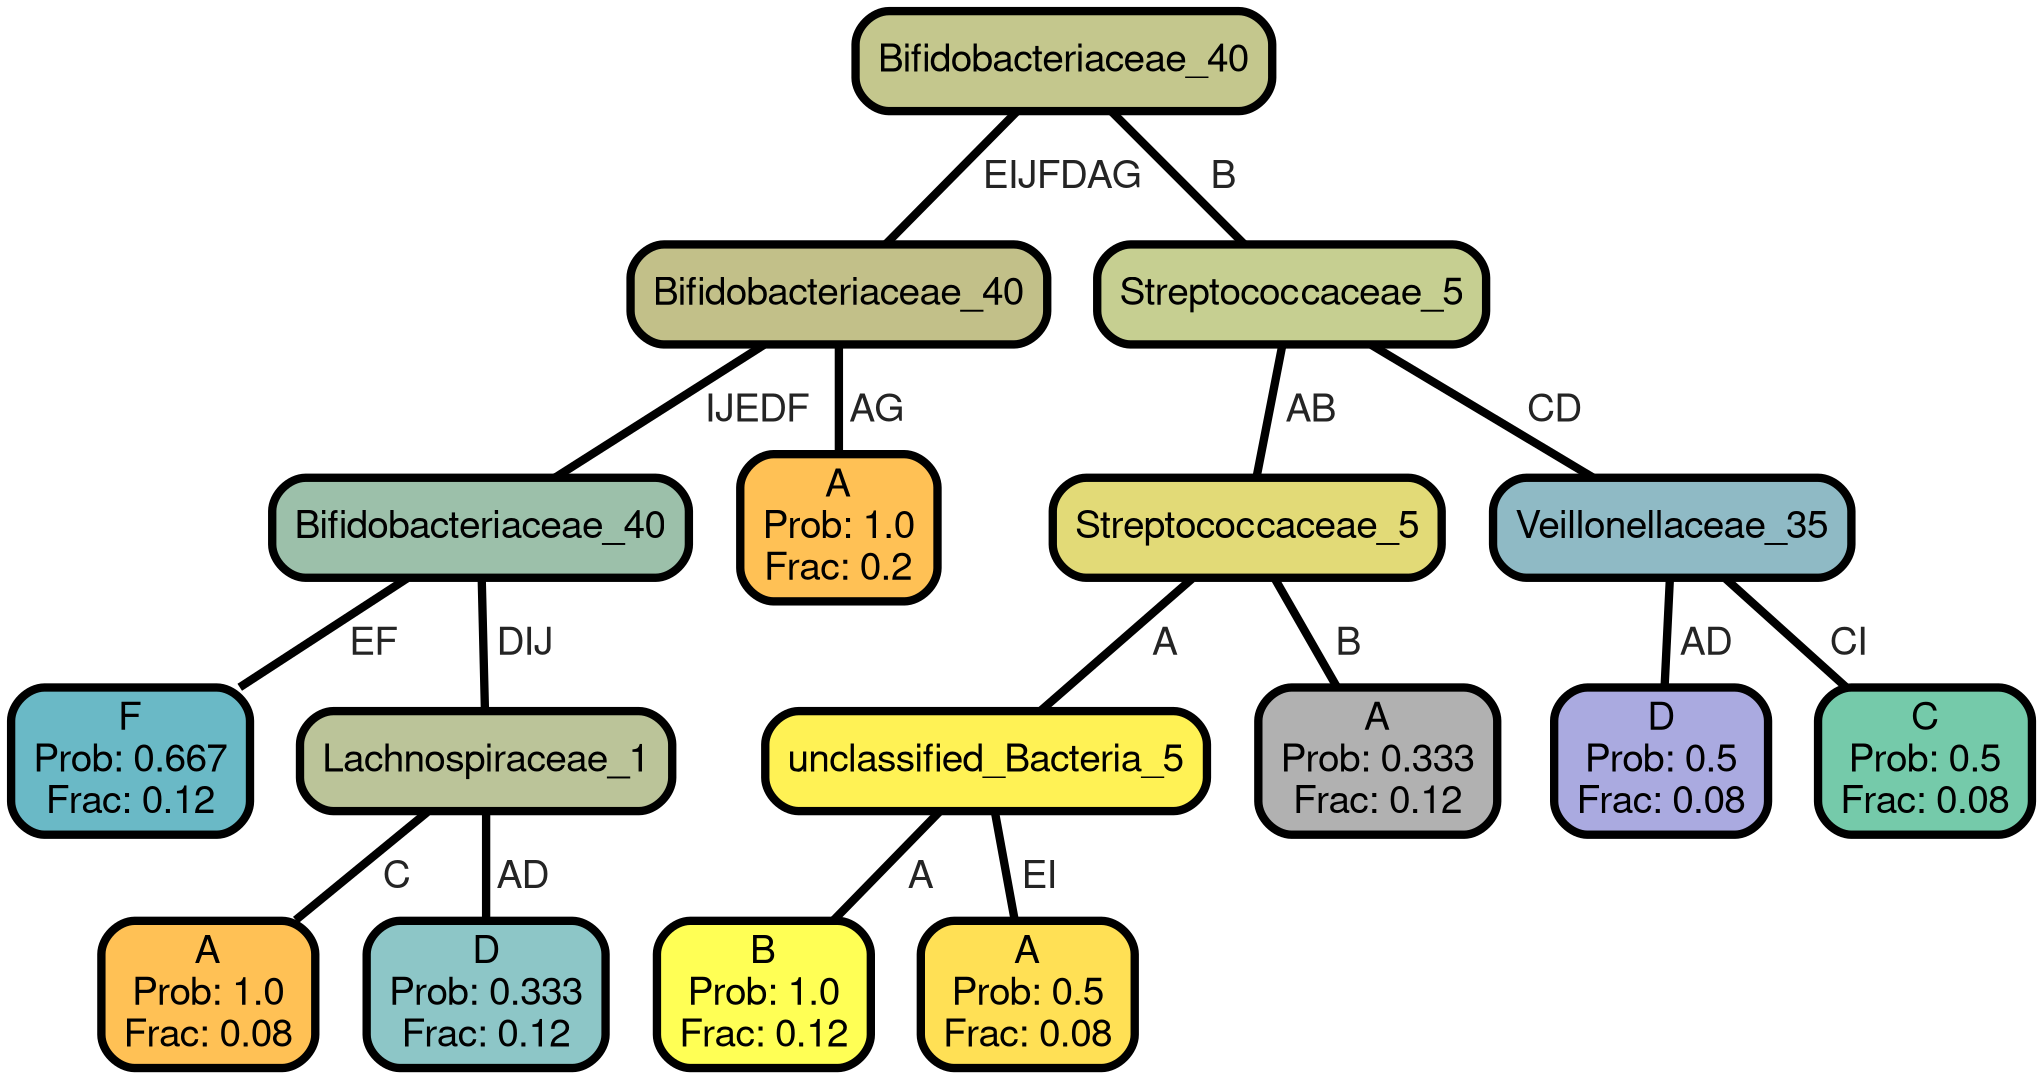 Bifidobacteriaceae_40
EIJFDAG
B
Bifidobacteriaceae_40
Streptococcaceae_5
IJEDF
AG
AB
CD
Bifidobacteriaceae_40
A
Prob: 1.0
Frac: 0.2
Streptococcaceae_5
Veillonellaceae_35
EF
DIJ
A
B
AD
CI
F
Prob: 0.667
Frac: 0.12
Lachnospiraceae_1
unclassified_Bacteria_5
A
Prob: 0.333
Frac: 0.12
D
Prob: 0.5
Frac: 0.08
C
Prob: 0.5
Frac: 0.08
C
AD
A
EI
A
Prob: 1.0
Frac: 0.08
D
Prob: 0.333
Frac: 0.12
B
Prob: 1.0
Frac: 0.12
A
Prob: 0.5
Frac: 0.08